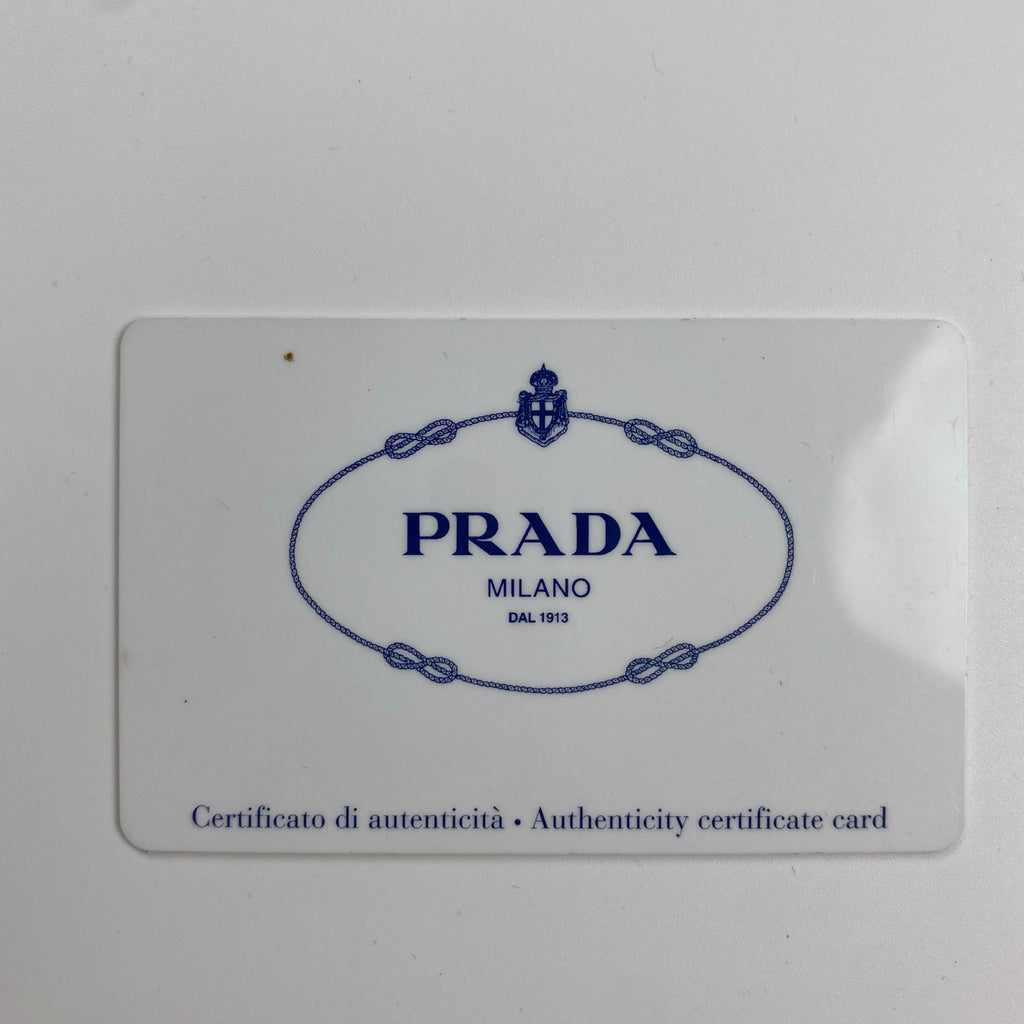 PRADA
MILANO
DAL 1913
Certificato di autenticità • Authenticity certificate card